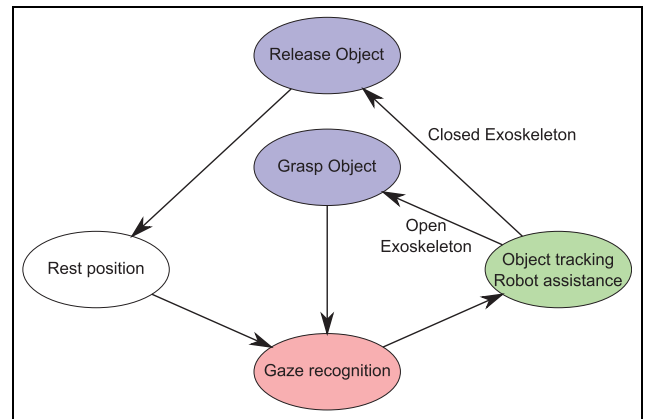 Release Object
Closed Exoskeleton
Grasp Object
Open
Exoskeleton
Rest position
Object tracking
Robot assistance
Gaze recognition